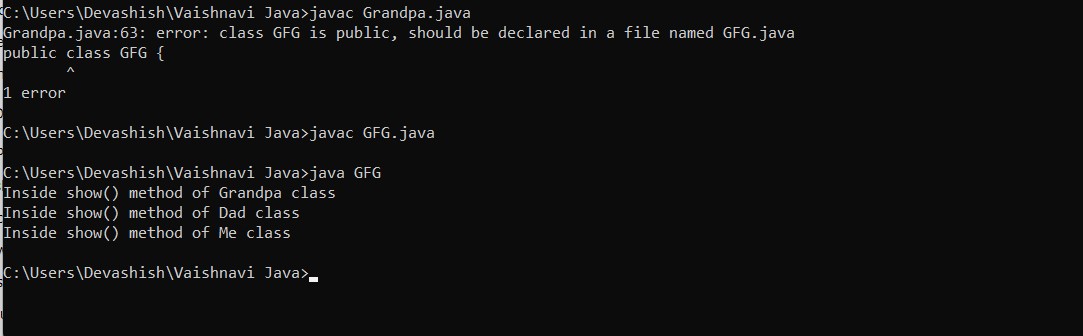 C:\Users\Devashish\Vaishnavi Java>javac Grandpa.java
Grandpa.java:63: error: class GFG is public, should be declared in a file named GFG.java
public class GFG {
       ^
1 error
C:\Users\Devashish\Vaishnavi Java>javac GFG.java
C:\Users\Devashish\Vaishnavi Java>java GFG
Inside show() method of Grandpa class
Inside show() method of Dad class
Inside show() method of Me class
C:\Users\Devashish\Vaishnavi Java>